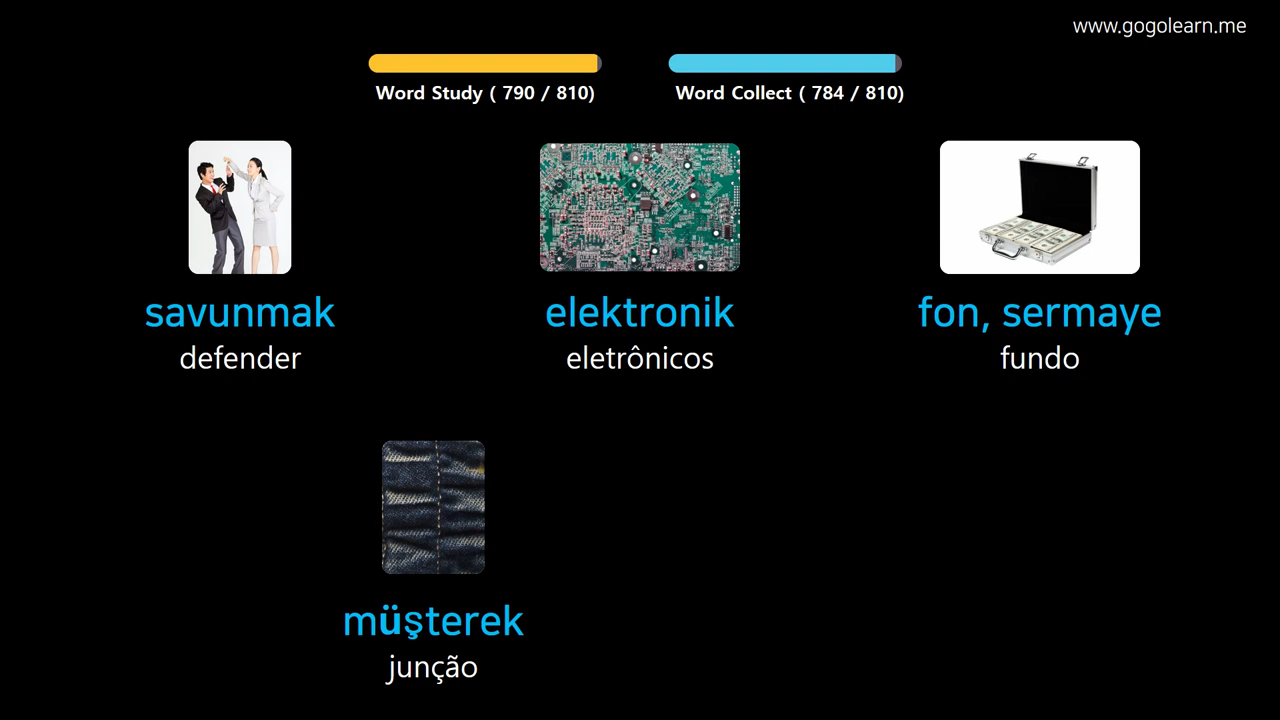 www.gogolearn.me
Word Study ( 790 / 810)
Word Collect ( 784 / 810)
savunmak
defender
elektronik
eletrônicos
fon, sermaye
fundo
müşterek
junção